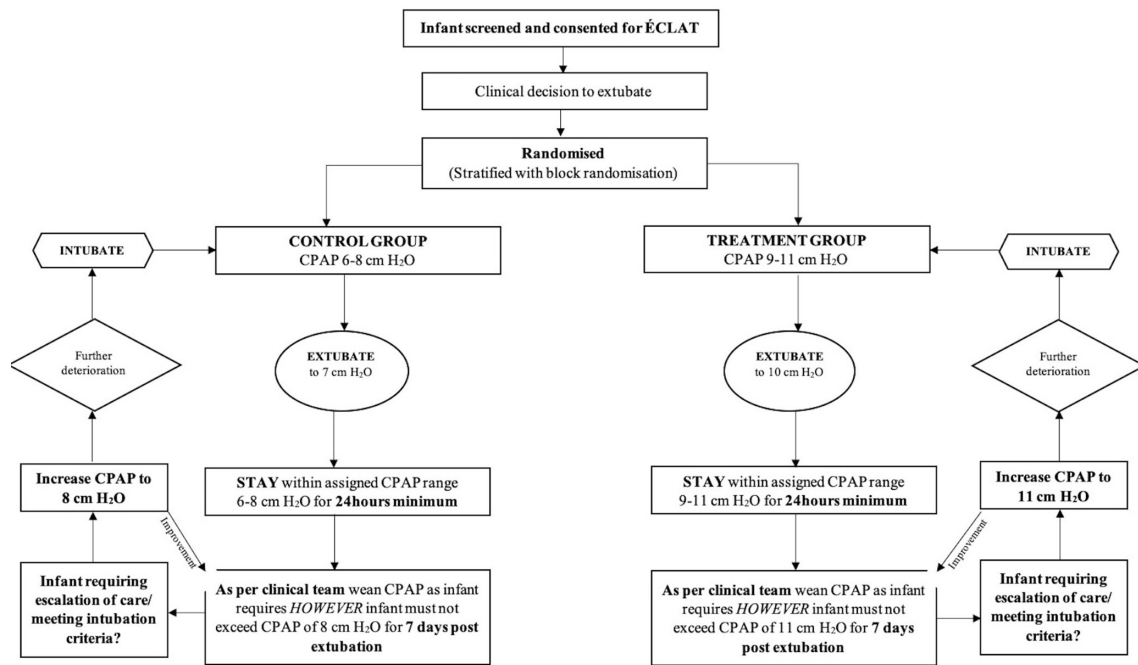 Infant screened and consented for ÉCLAT
Clinical decision to extubate
Randomised
(Stratified with block randomisation)
INTUBATE
CONTROL GROUP
CPAP 6-8 cm H₂O
TREATMENT GROUP
CPAP 9-11 cm H₂O
INTUBATE
Further
deterioration
EXTUBATE
to 7 cm H₂O
EXTUBATE
to 10 cm H₂O
Further
deterioration
Increase CPAP to
8 cm H₂O
STAY within assigned CPAP range
6-8 cm H₂O for 24hours minimum
STAY within assigned CPAP range
9-11 cm H₂O for 24hours minimum
Increase CPAP to
11 cm H₂O
Improvement
Improvement
Infant requiring
escalation of care/
meeting intubation
criteria?
As per clinical team wean CPAP as infant
requires HOWEVER infant must not
exceed CPAP of 8 cm H₂O for 7 days post
extubation
As per clinical team wean CPAP as infant
requires HOWEVER infant must not
exceed CPAP of 11 cm H₂O for 7 days
post extubation
Infant requiring
escalation of care/
meeting intubation
criteria?